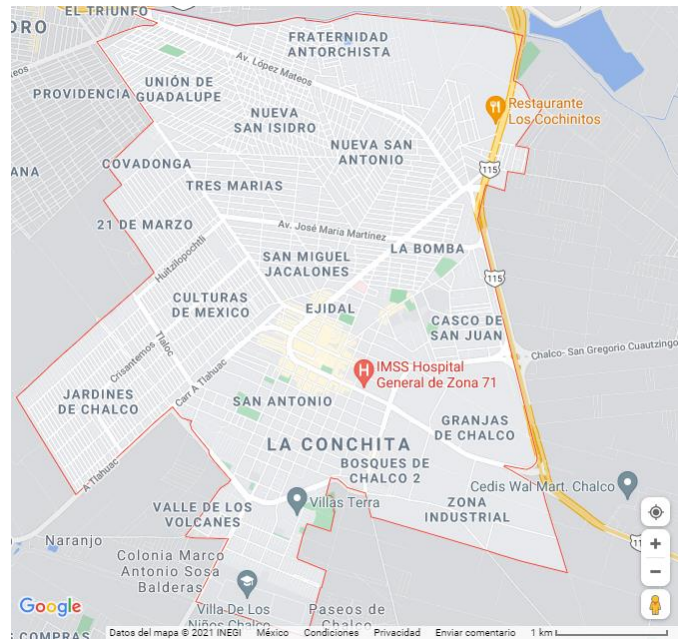 EL TRIUNFO
ORO
FRATERNIDAD
ANTORCHISTA
Av. López Mateos
UNIÓN DE
GUADALUPE
PROVIDENCIA
Restaurante
Los Cochinitos
NUEVA
SAN ISIDRO
NUEVA SAN
ANTONIO
COVADONGA
ANA
115
TRES MARIAS
21 DE MARZO
Av. José María Martínez
LA BOMBA
Huitzilopochtli
SAN MIGUEL
JACALONES
115
CULTURAS
DE MEXICO
EJIDAL
CASCO DE
SAN JUAN
Tlaloc
Chalco- San Gregorio Cuautzingo
Crisantemos
IMSS Hospital
General de Zona 71
Carr A Tlahuac
JARDINES
DE CHALCO
SAN ANTONIO
GRANJAS
DE CHALCO
LA CONCHITA
BOSQUES DE
CHALCO 2
A Tlahuac
Cedis Wal Mart. Chalco
VALLE DE LOS
VOLCANES
Villas Terra
ZONA
INDUSTRIAL
Naranjo
Colonia Marco
Antonio Sosa
Balderas
11
Google
Villa De Los
Niños Chalco
Paseos de
Chalco
COMPRAS
Datos del mapa © 2021 INEGI México Condiciones Privacidad Enviar comentario 1 km